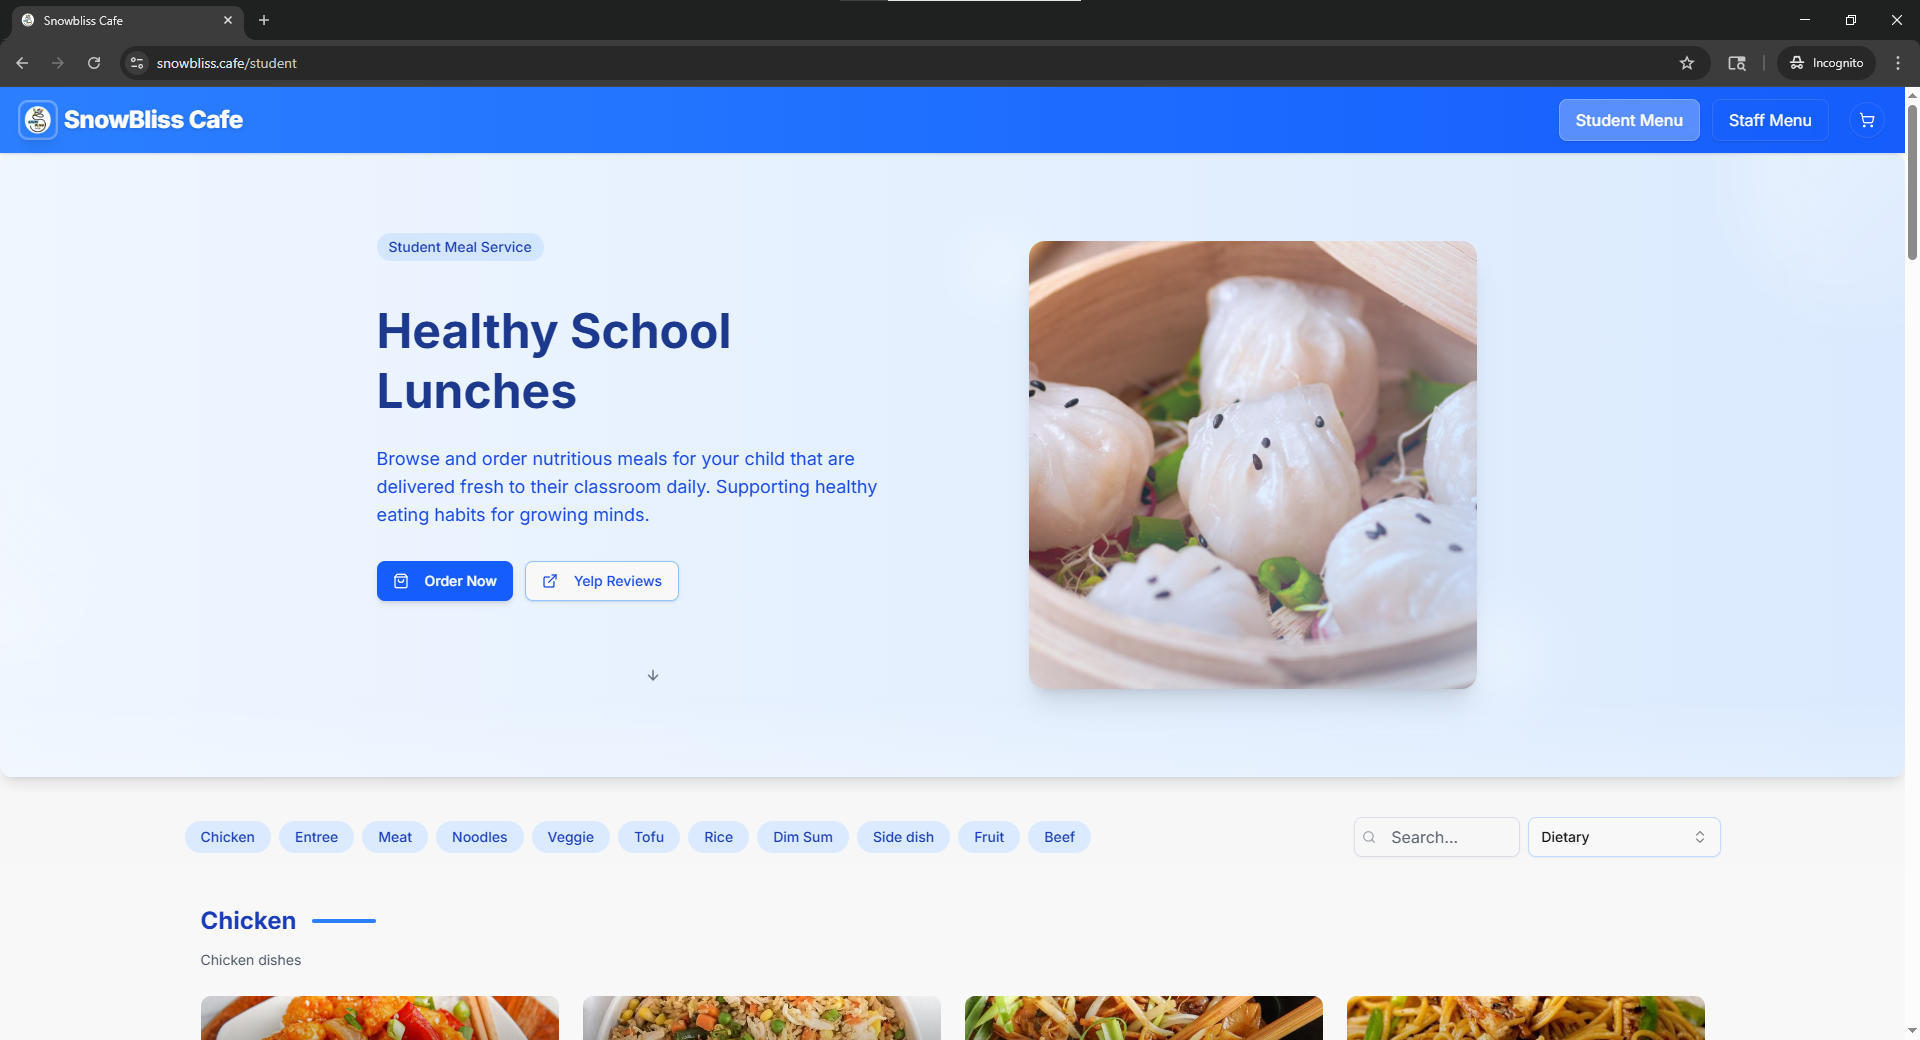 Snowbliss Cafe
snowbliss.cafe/student
Incognito
SnowBliss Cafe
Student Menu
Staff Menu
Student Meal Service
Healthy School
Lunches
Browse and order nutritious meals for your child that are
delivered fresh to their classroom daily. Supporting healthy
eating habits for growing minds.
Order Now
Yelp Reviews
Chicken
Entree
Meat
Noodles
Veggie
Tofu
Rice
Dim Sum
Side dish
Fruit
Beef
Search...
Dietary
Chicken
Chicken dishes